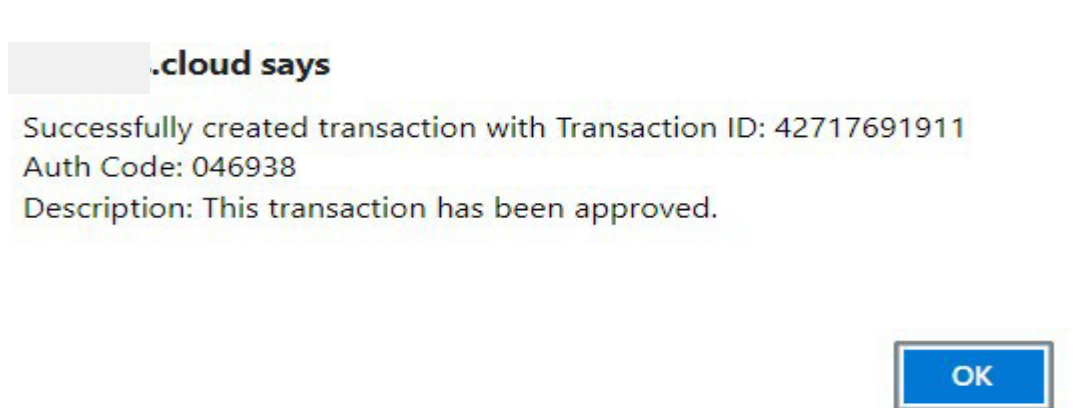 .cloud says
Successfully created transaction with Transaction ID: 42717691911
Auth Code: 046938
Description: This transaction has been approved.
OK